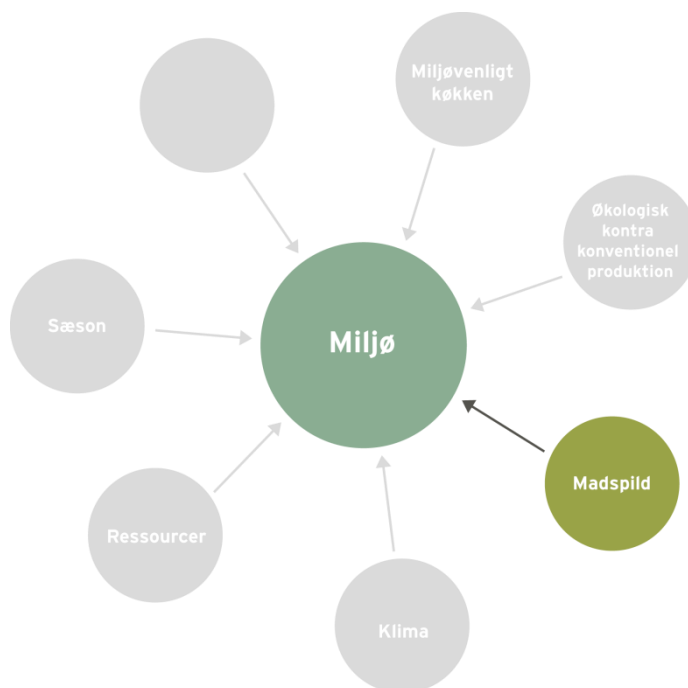 Miljøvenligt
køkken
Økologisk
kontra
konventionel
produktion
Sæson
Miljø
Madspild
Ressourcer
Klima